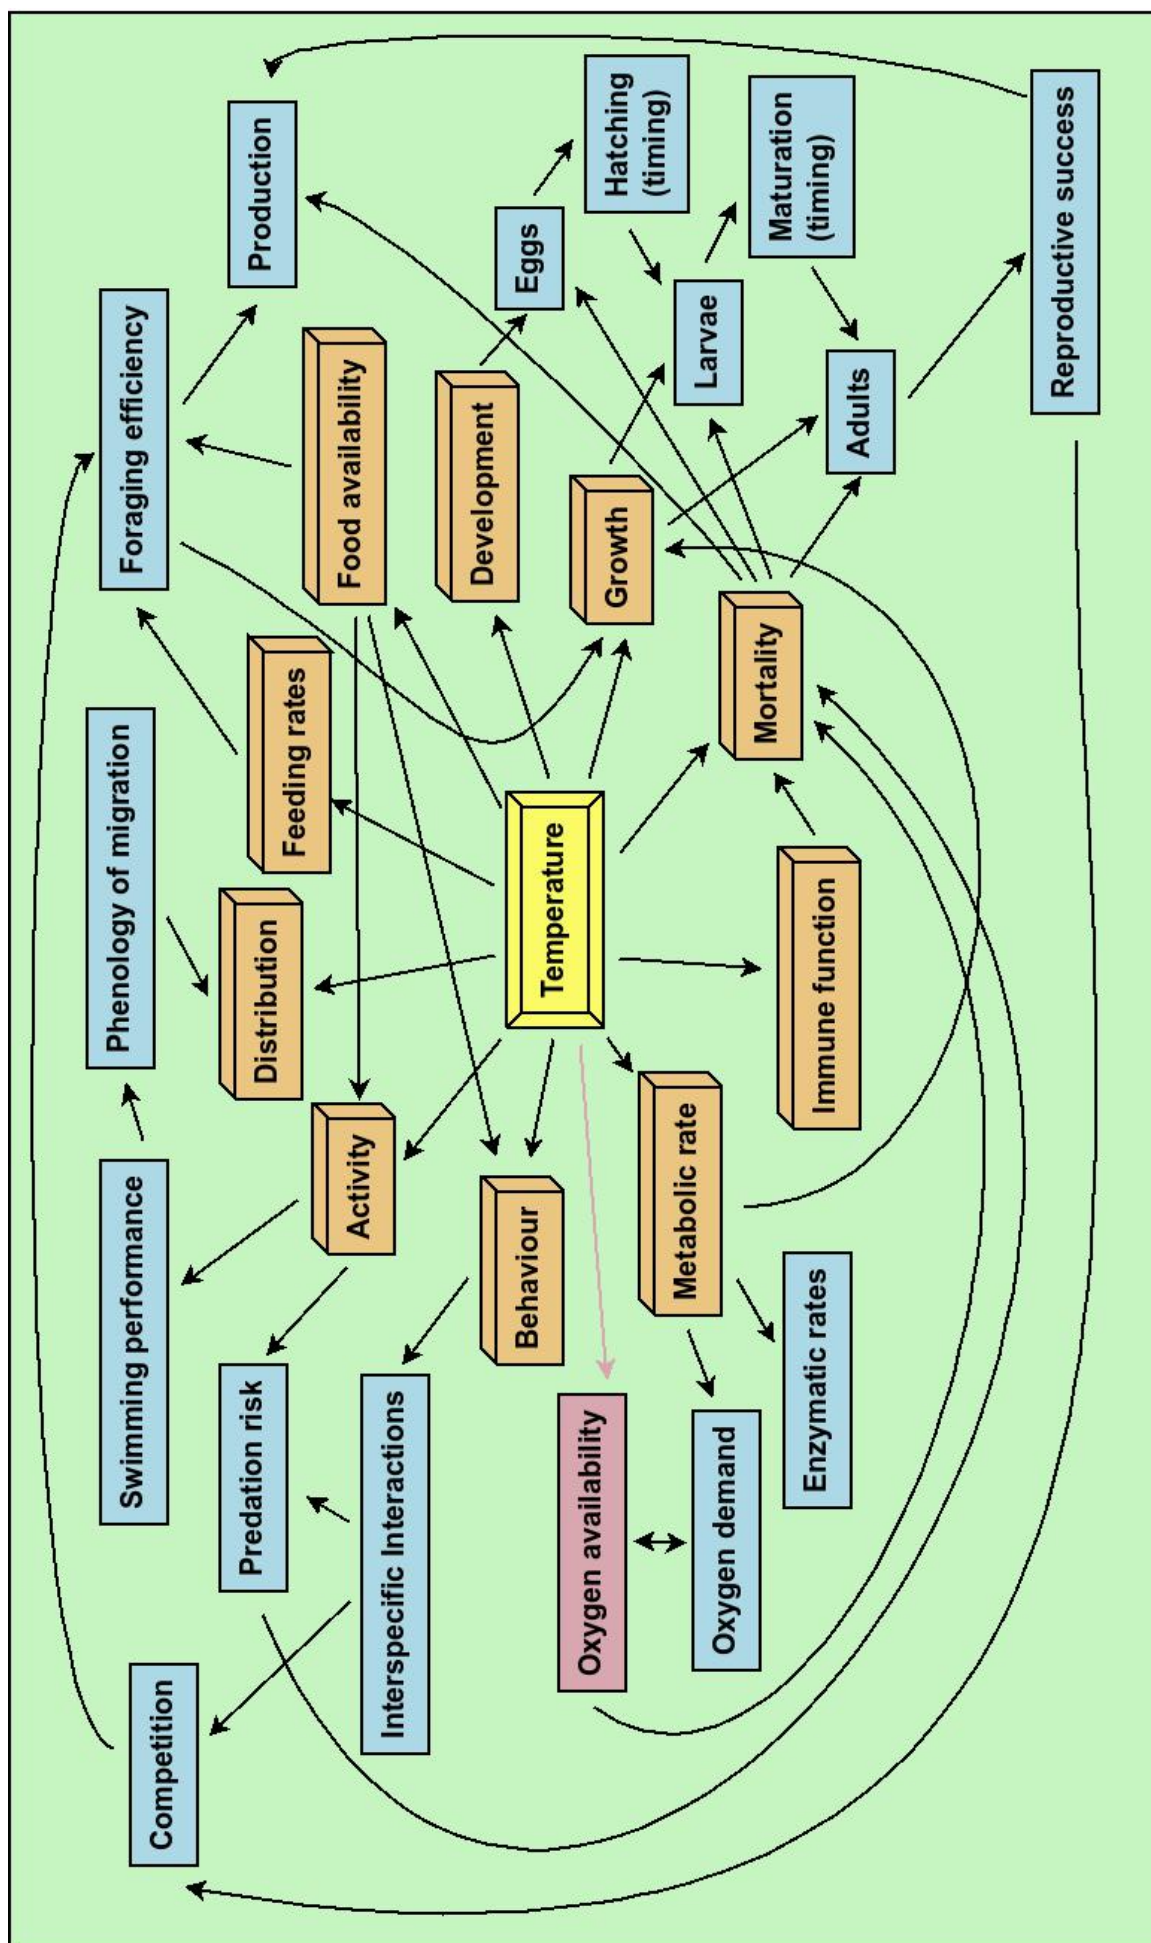 Competition
Swimming performance
Phenology of migration
Foraging efficiency
Predation risk
Distribution
Feeding rates
Production
Interspecific Interactions
Activity
Food availability
Behaviour
Temperature
Development
Eggs
Hatching
(timing)
Oxygen availability
Metabolic rate
Growth
Larvae
Maturation
(timing)
Oxygen demand
Enzymatic rates
Immune function
Mortality
Adults
Reproductive success